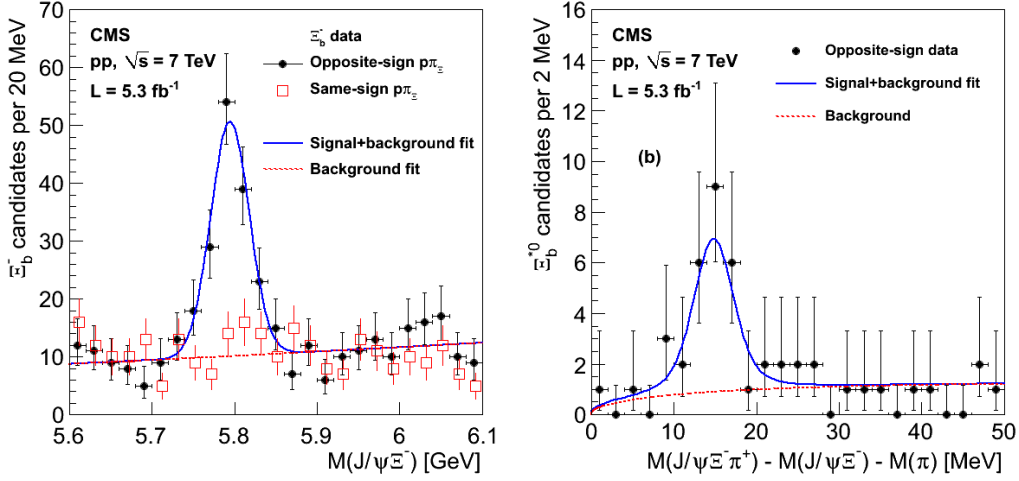 CMS
pp, √s = 7 TeV
L = 5.3 fb⁻¹
Ξ⁻b data
Opposite-sign pπΞ
Same-sign pπΞ
Signal+background fit
Background fit
Ξ⁻b candidates per 20 MeV
70
60
50
40
30
20
10
0
5.6 5.7 5.8 5.9 6 6.1
M(J/ψΞ⁻) [GeV]
CMS
pp, √s = 7 TeV
L = 5.3 fb⁻¹
Opposite-sign data
Signal+background fit
Background
(b)
Ξ*⁰b candidates per 2 MeV
16
14
12
10
8
6
4
2
0
0 10 20 30 40 50
M(J/ψΞ⁻π⁺) - M(J/ψΞ⁻) - M(π) [MeV]